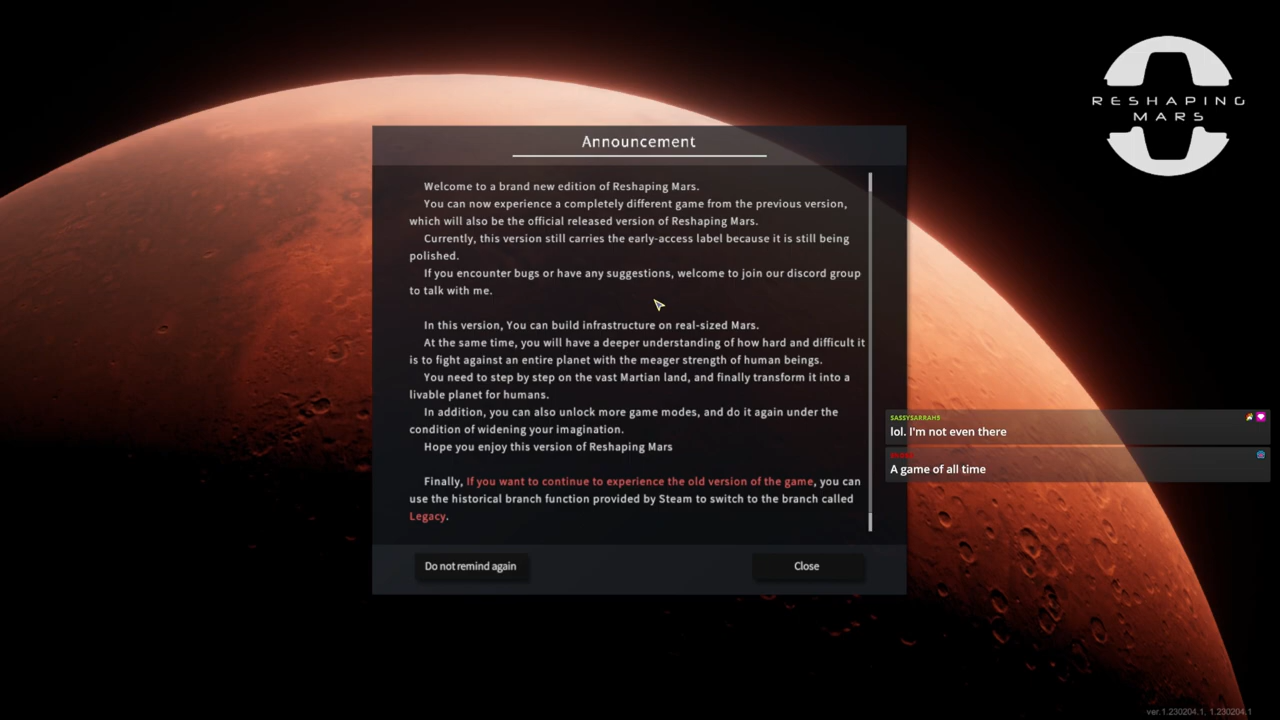 RESHAPING
MARS
Announcement
Welcome to a brand new edition of Reshaping Mars.
You can now experience a completely different game from the previous version,
which will also be the official released version of Reshaping Mars.
Currently, this version still carries the early-access label because it is still being
polished.
If you encounter bugs or have any suggestions, welcome to join our discord group
to talk with me.
In this version, You can build infrastructure on real-sized Mars.
At the same time, you will have a deeper understanding of how hard and difficult it
is to fight against an entire planet with the meager strength of human beings.
You need to step by step on the vast Martian land, and finally transform it into a
livable planet for humans.
In addition, you can also unlock more game modes, and do it again under the
condition of widening your imagination.
Hope you enjoy this version of Reshaping Mars
Finally, If you want to continue to experience the old version of the game, you can
use the historical branch function provided by Steam to switch to the branch called
Legacy.
Do not remind again
Close
SASSYSARRAHS
lol. I'm not even there
A game of all time
ver.1.230204.1, 1.230204.1